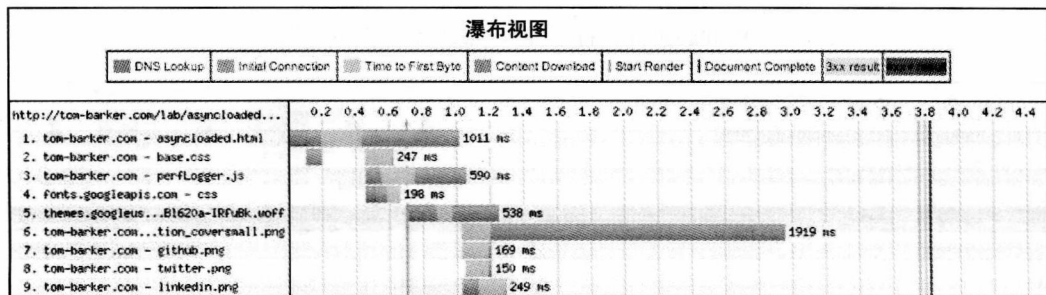 瀑布视图
DNS Lookup Initial Connection Time to First Byte Content Download Start Render Document Complete 3xx result
http://tom-barker.com/lab/asyncloaded... 0.2 0.4 0.6 0.8 1.0 1.2 1.4 1.6 1.8 2.0 2.2 2.4 2.6 2.8 3.0 3.2 3.4 3.6 3.8 4.0 4.2 4.4
1. tom-barker.com - asyncloaded.html 1011 ms
2. tom-barker.com - base.css 247 ms
3. tom-barker.com - perfLogger.js 590 ms
4. fonts.googleapis.com - css 198 ms
5. themes.googleus...Bl620a-IRfuBk.woff 538 ms
6. tom-barker.com...tion_coversmall.png 1919 ms
7. tom-barker.com - github.png 169 ms
8. tom-barker.com - twitter.png 150 ms
9. tom-barker.com - linkedin.png 249 ms